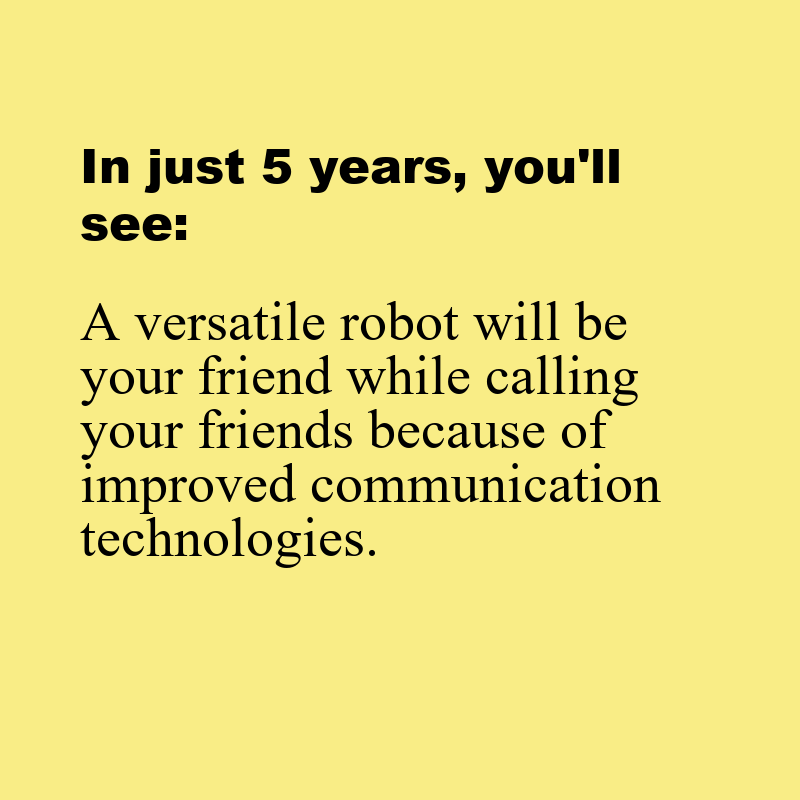 In just 5 years, you'll
see:
A versatile robot will be
your friend while calling
your friends because of
improved communication
technologies.